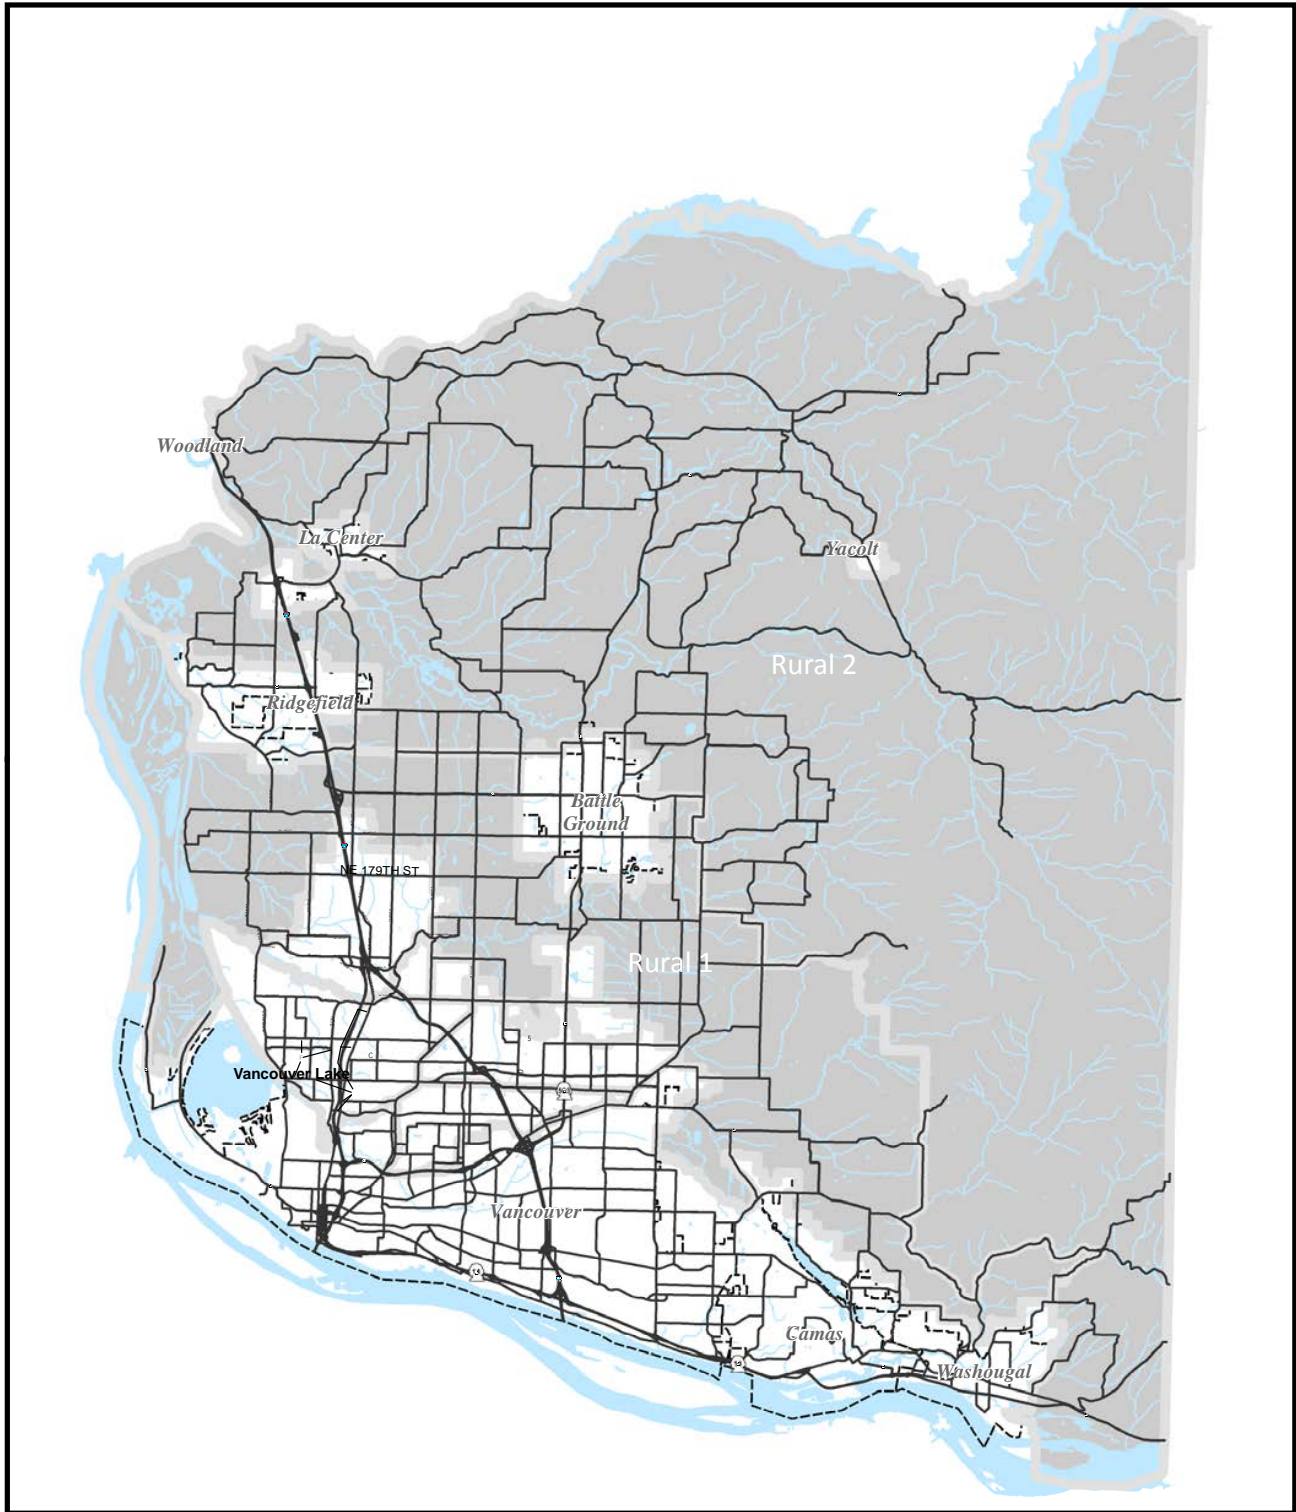 Woodland
La Center
Yacolt
Rural 2
Ridgefield
Battle
Ground
NE 179TH ST
Rural 1
Vancouver Lake
Vancouver
Camas
Washougal